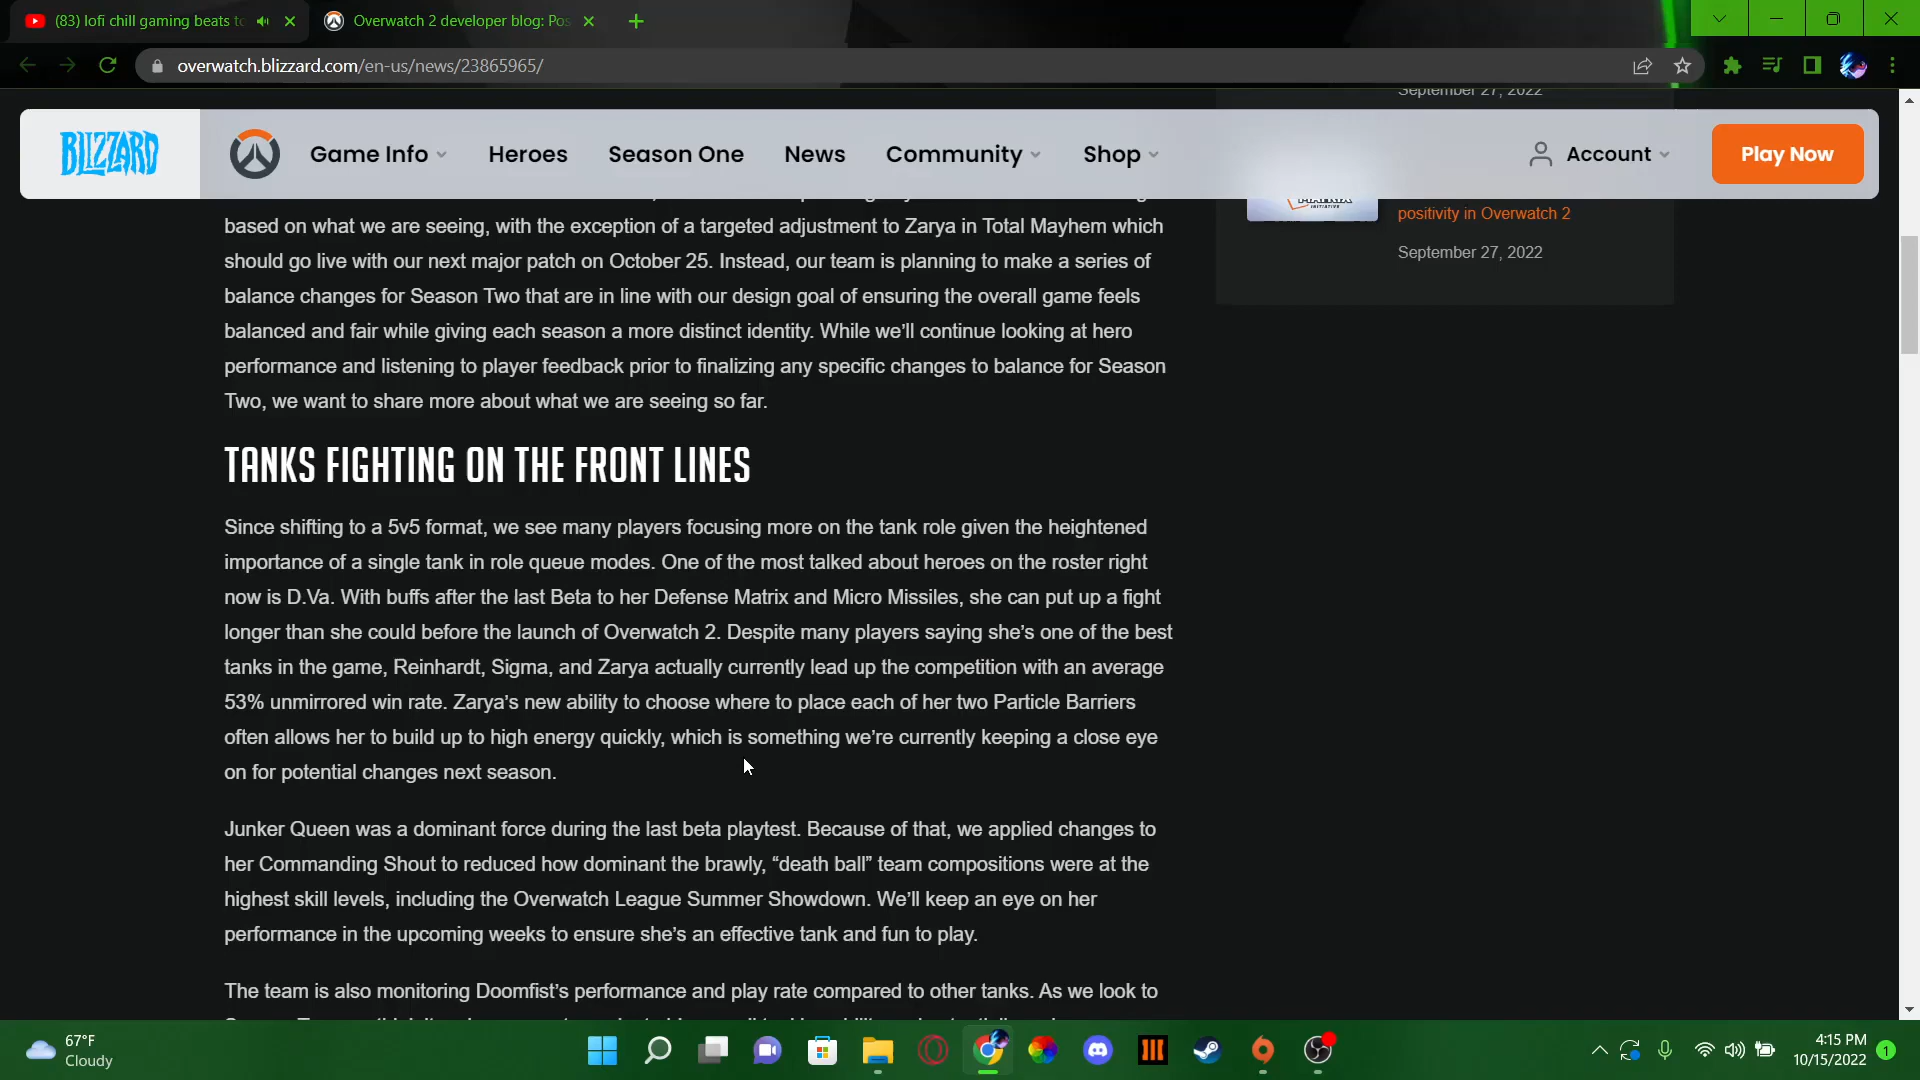 (83) lofi chill gaming beats to
Overwatch 2 developer blog: Pos
overwatch.blizzard.com/en-us/news/23865965/
September 27, 2022
BLIZZARD
Game Info
Heroes
Season One
News
Community
Shop
Account
Play Now
positivity in Overwatch 2
September 27, 2022
based on what we are seeing, with the exception of a targeted adjustment to Zarya in Total Mayhem which
should go live with our next major patch on October 25. Instead, our team is planning to make a series of
balance changes for Season Two that are in line with our design goal of ensuring the overall game feels
balanced and fair while giving each season a more distinct identity. While we’ll continue looking at hero
performance and listening to player feedback prior to finalizing any specific changes to balance for Season
Two, we want to share more about what we are seeing so far.
TANKS FIGHTING ON THE FRONT LINES
Since shifting to a 5v5 format, we see many players focusing more on the tank role given the heightened
importance of a single tank in role queue modes. One of the most talked about heroes on the roster right
now is D.Va. With buffs after the last Beta to her Defense Matrix and Micro Missiles, she can put up a fight
longer than she could before the launch of Overwatch 2. Despite many players saying she’s one of the best
tanks in the game, Reinhardt, Sigma, and Zarya actually currently lead up the competition with an average
53% unmirrored win rate. Zarya’s new ability to choose where to place each of her two Particle Barriers
often allows her to build up to high energy quickly, which is something we’re currently keeping a close eye
on for potential changes next season.
Junker Queen was a dominant force during the last beta playtest. Because of that, we applied changes to
her Commanding Shout to reduced how dominant the brawly, “death ball” team compositions were at the
highest skill levels, including the Overwatch League Summer Showdown. We’ll keep an eye on her
performance in the upcoming weeks to ensure she’s an effective tank and fun to play.
The team is also monitoring Doomfist’s performance and play rate compared to other tanks. As we look to
67°F
Cloudy
4:15 PM
10/15/2022
1